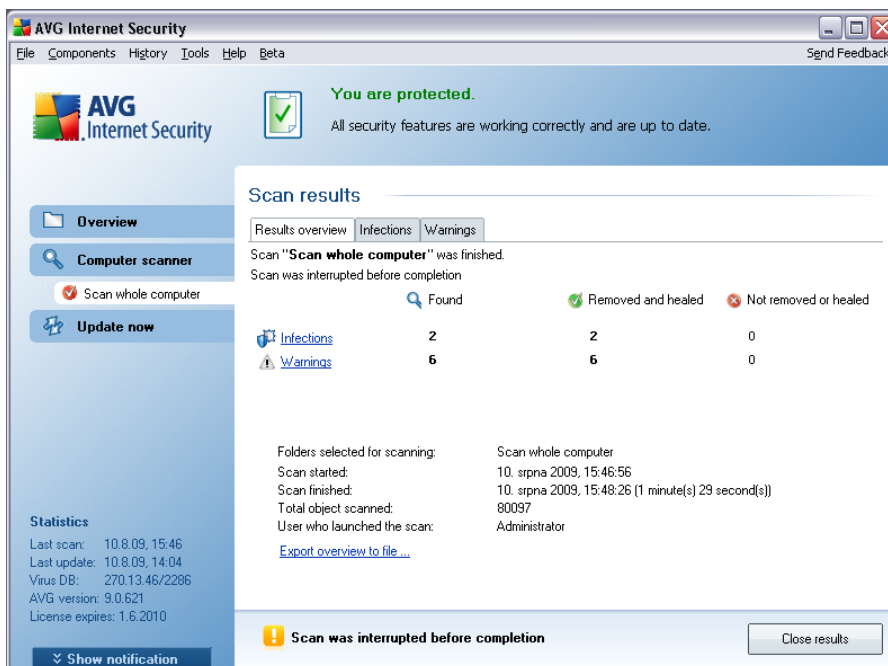 AVG Internet Security
File Components History Tools Help Beta Send Feedback
AVG
Internet Security
You are protected.
All security features are working correctly and are up to date.
Overview
Computer scanner
Scan whole computer
Update now
Scan results
Results overview Infections Warnings
Scan "Scan whole computer" was finished.
Scan was interrupted before completion
Found Removed and healed Not removed or healed
Infections 2 2 0
Warnings 6 6 0
Folders selected for scanning: Scan whole computer
Scan started: 10. srpna 2009, 15:46:56
Scan finished: 10. srpna 2009, 15:48:26 (1 minute(s) 29 second(s))
Total object scanned: 80097
User who launched the scan: Administrator
Export overview to file ...
Statistics
Last scan: 10.8.09, 15:46
Last update: 10.8.09, 14:04
Virus DB: 270.13.46/2286
AVG version: 9.0.621
License expires: 1.6.2010
Show notification
Scan was interrupted before completion
Close results